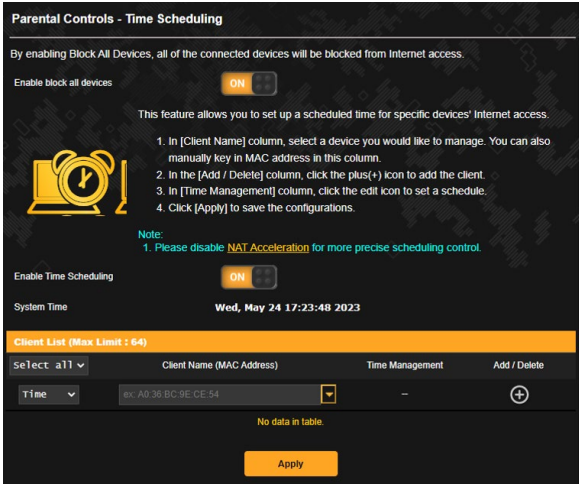 Parental Controls - Time Scheduling
By enabling Block All Devices, all of the connected devices will be blocked from Internet access.
Enable block all devices
ON
This feature allows you to set up a scheduled time for specific devices' Internet access.
1. In [Client Name] column, select a device you would like to manage. You can also
manually key in MAC address in this column.
2. In the [Add / Delete] column, click the plus(+) icon to add the client.
3. In [Time Management] column, click the edit icon to set a schedule.
4. Click [Apply] to save the configurations.
Note:
1. Please disable NAT Acceleration for more precise scheduling control.
Enable Time Scheduling
ON
System Time
Wed, May 24 17:23:48 2023
Client List (Max Limit : 64)
Select all
Client Name (MAC Address)
Time Management
Add / Delete
Time
ex: A0:36:BC:9E:CE:54
–
No data in table.
Apply